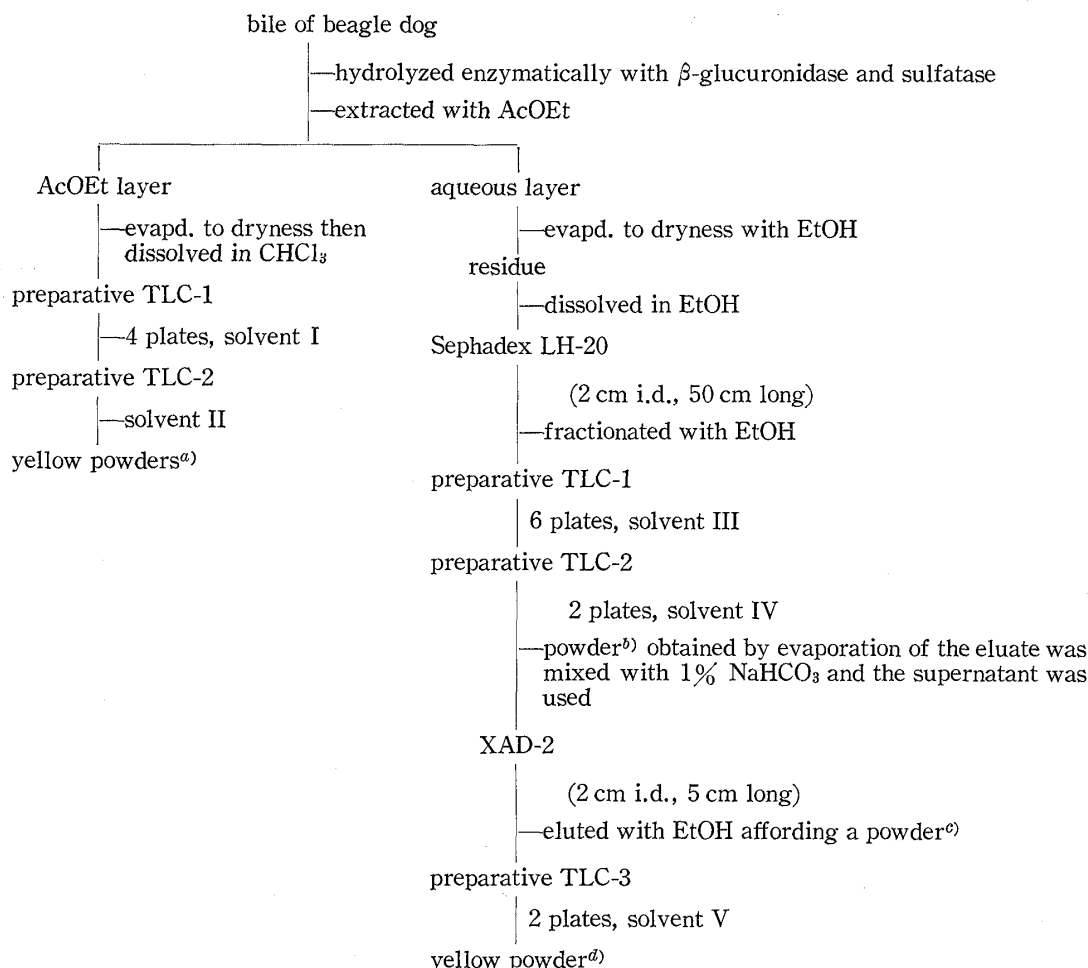 bile of beagle dog
—hydrolyzed enzymatically with β-glucuronidase and sulfatase
—extracted with AcOEt
AcOEt layer
—evapd. to dryness then
dissolved in CHCl₃
preparative TLC-1
—4 plates, solvent I
preparative TLC-2
—solvent II
yellow powders a)
aqueous layer
—evapd. to dryness with EtOH
residue
—dissolved in EtOH
Sephadex LH-20
(2 cm i.d., 50 cm long)
—fractionated with EtOH
preparative TLC-1
6 plates, solvent III
preparative TLC-2
2 plates, solvent IV
—powder b) obtained by evaporation of the eluate was
mixed with 1% NaHCO₃ and the supernatant was
used
XAD-2
(2 cm i.d., 5 cm long)
—eluted with EtOH affording a powder c)
preparative TLC-3
2 plates, solvent V
yellow powder d)